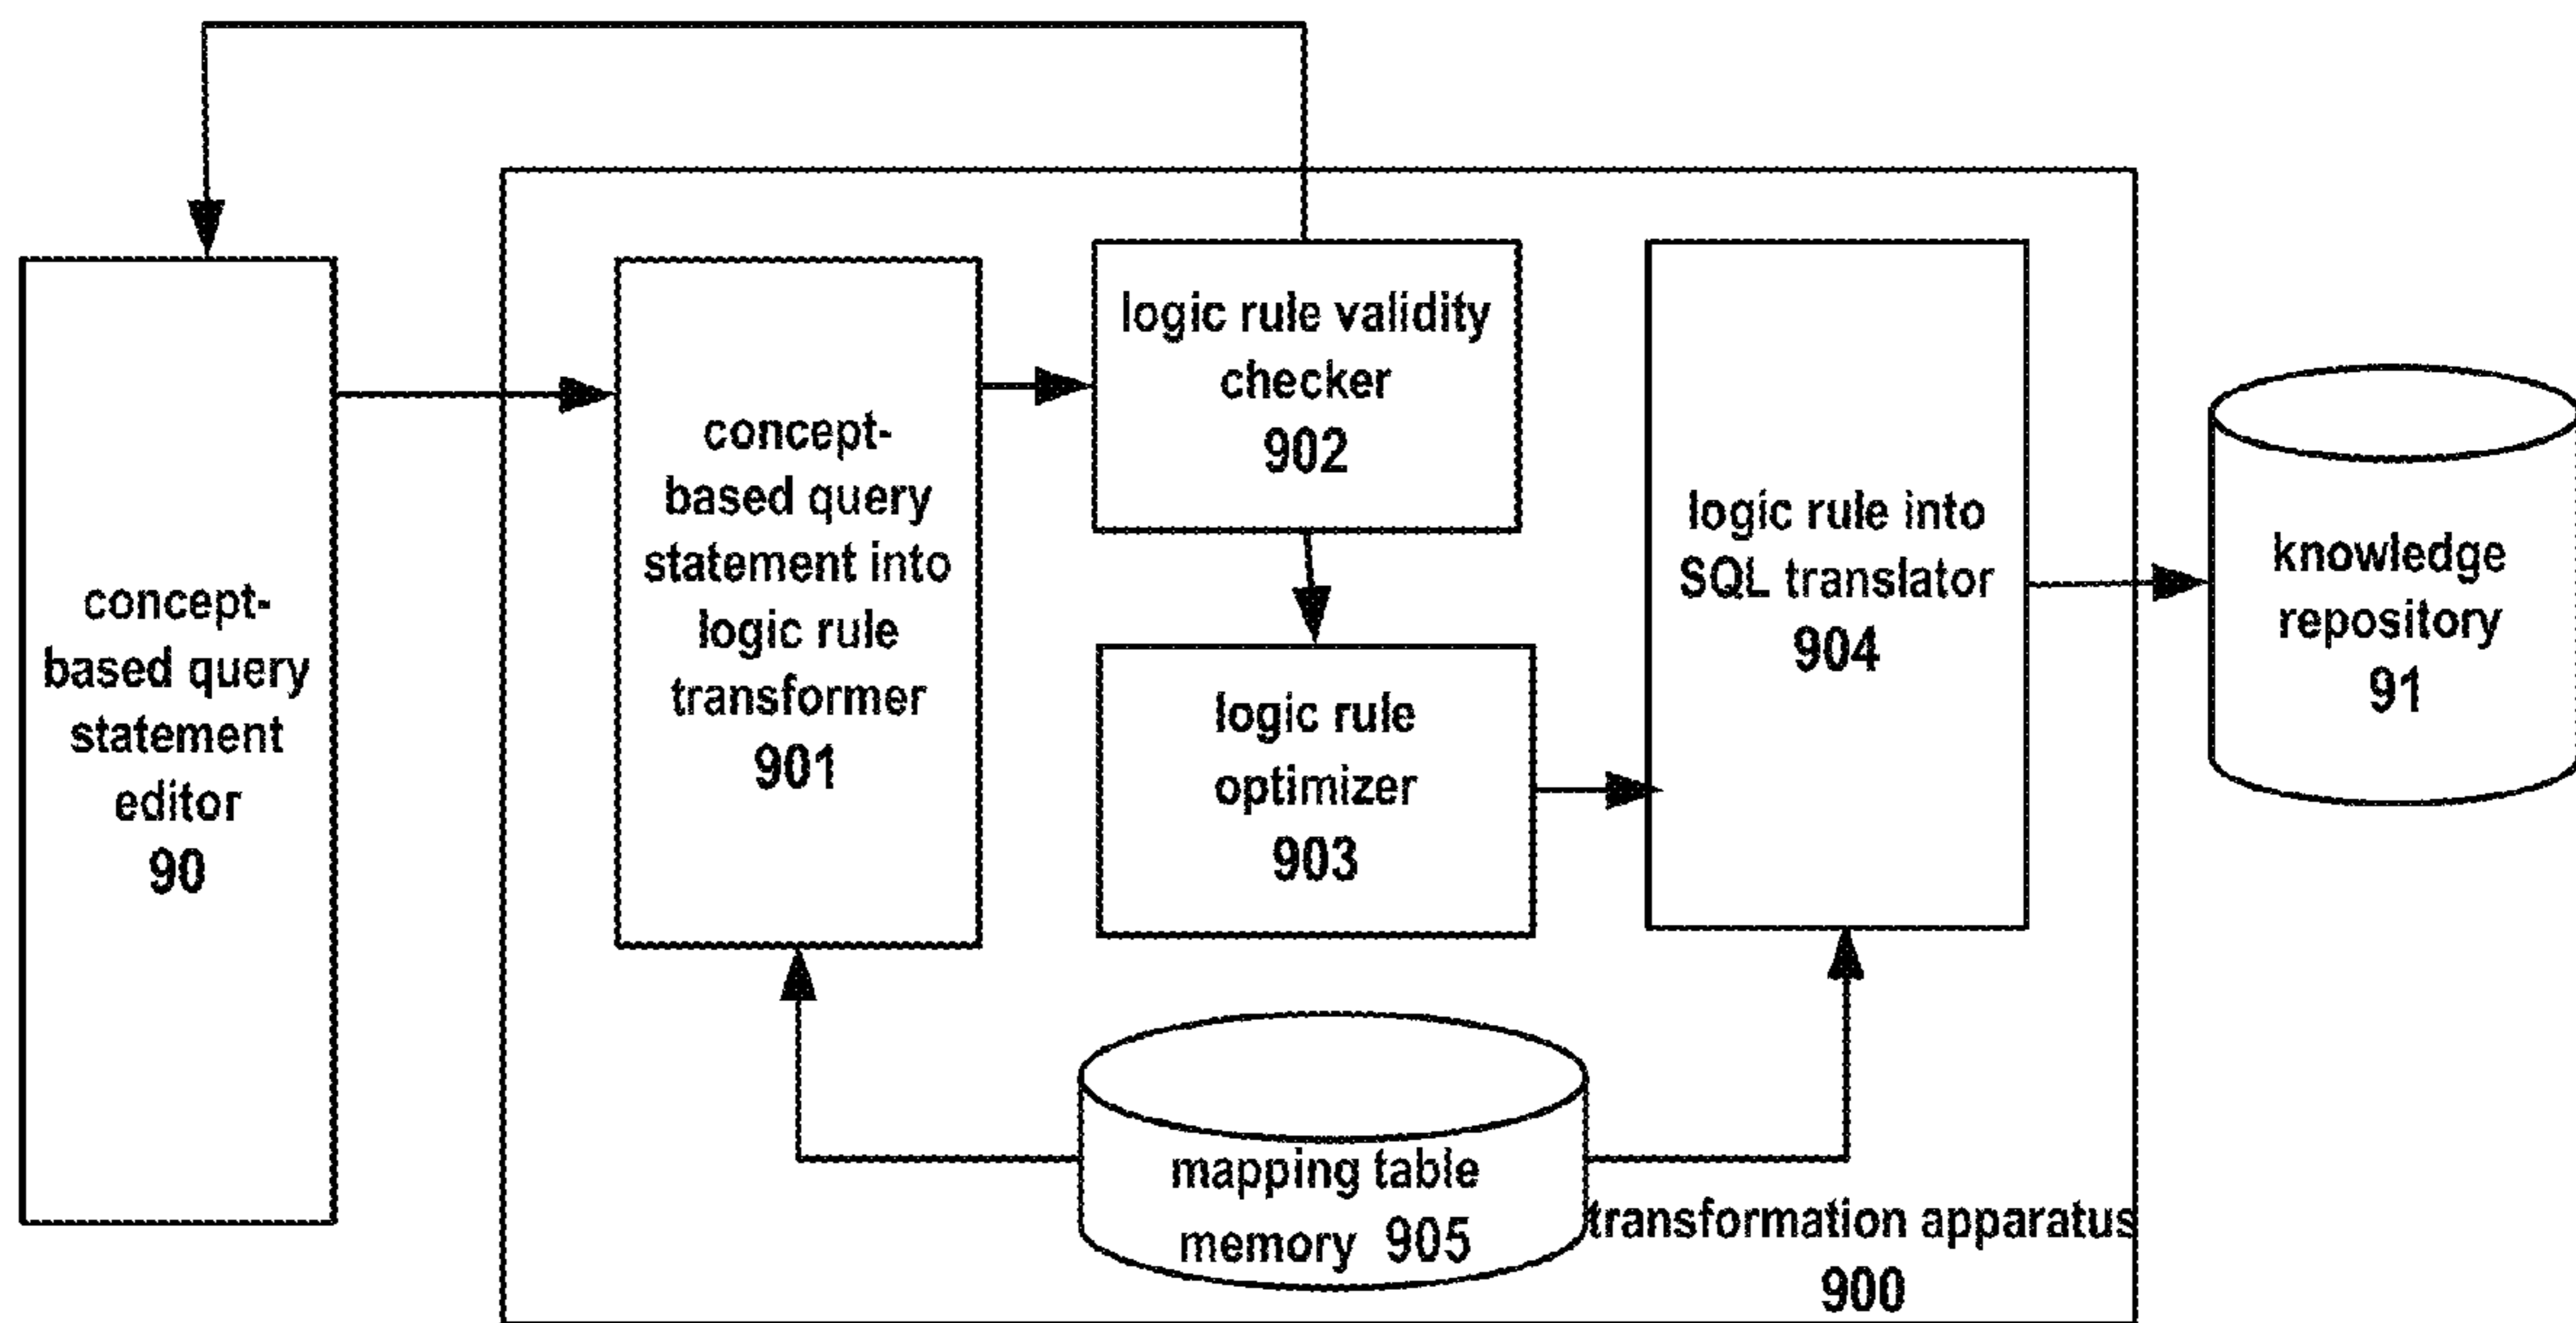 concept-
based query
statement
editor
90
concept-
based query
statement into
logic rule
transformer
901
logic rule validity
checker
902
logic rule
optimizer
903
logic rule into
SQL translator
904
knowledge
repository
91
mapping table
memory 905
transformation apparatus
900